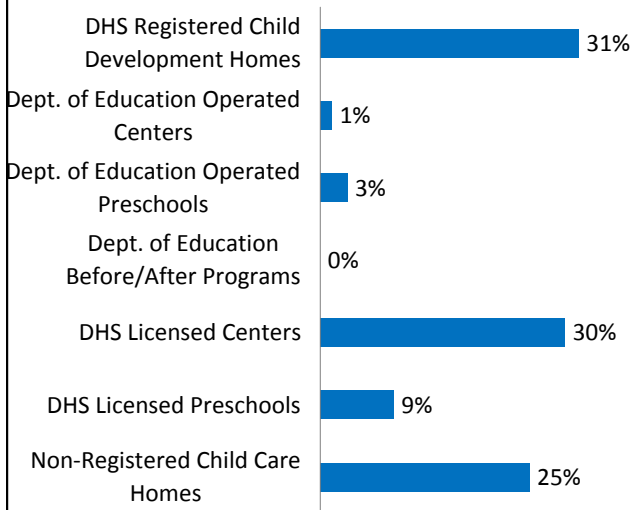 DHS Registered Child
Development Homes
31%
Dept. of Education Operated
Centers
1%
Dept. of Education Operated
Preschools
3%
Dept. of Education
Before/After Programs
0%
DHS Licensed Centers
30%
DHS Licensed Preschools
9%
Non-Registered Child Care
Homes
25%